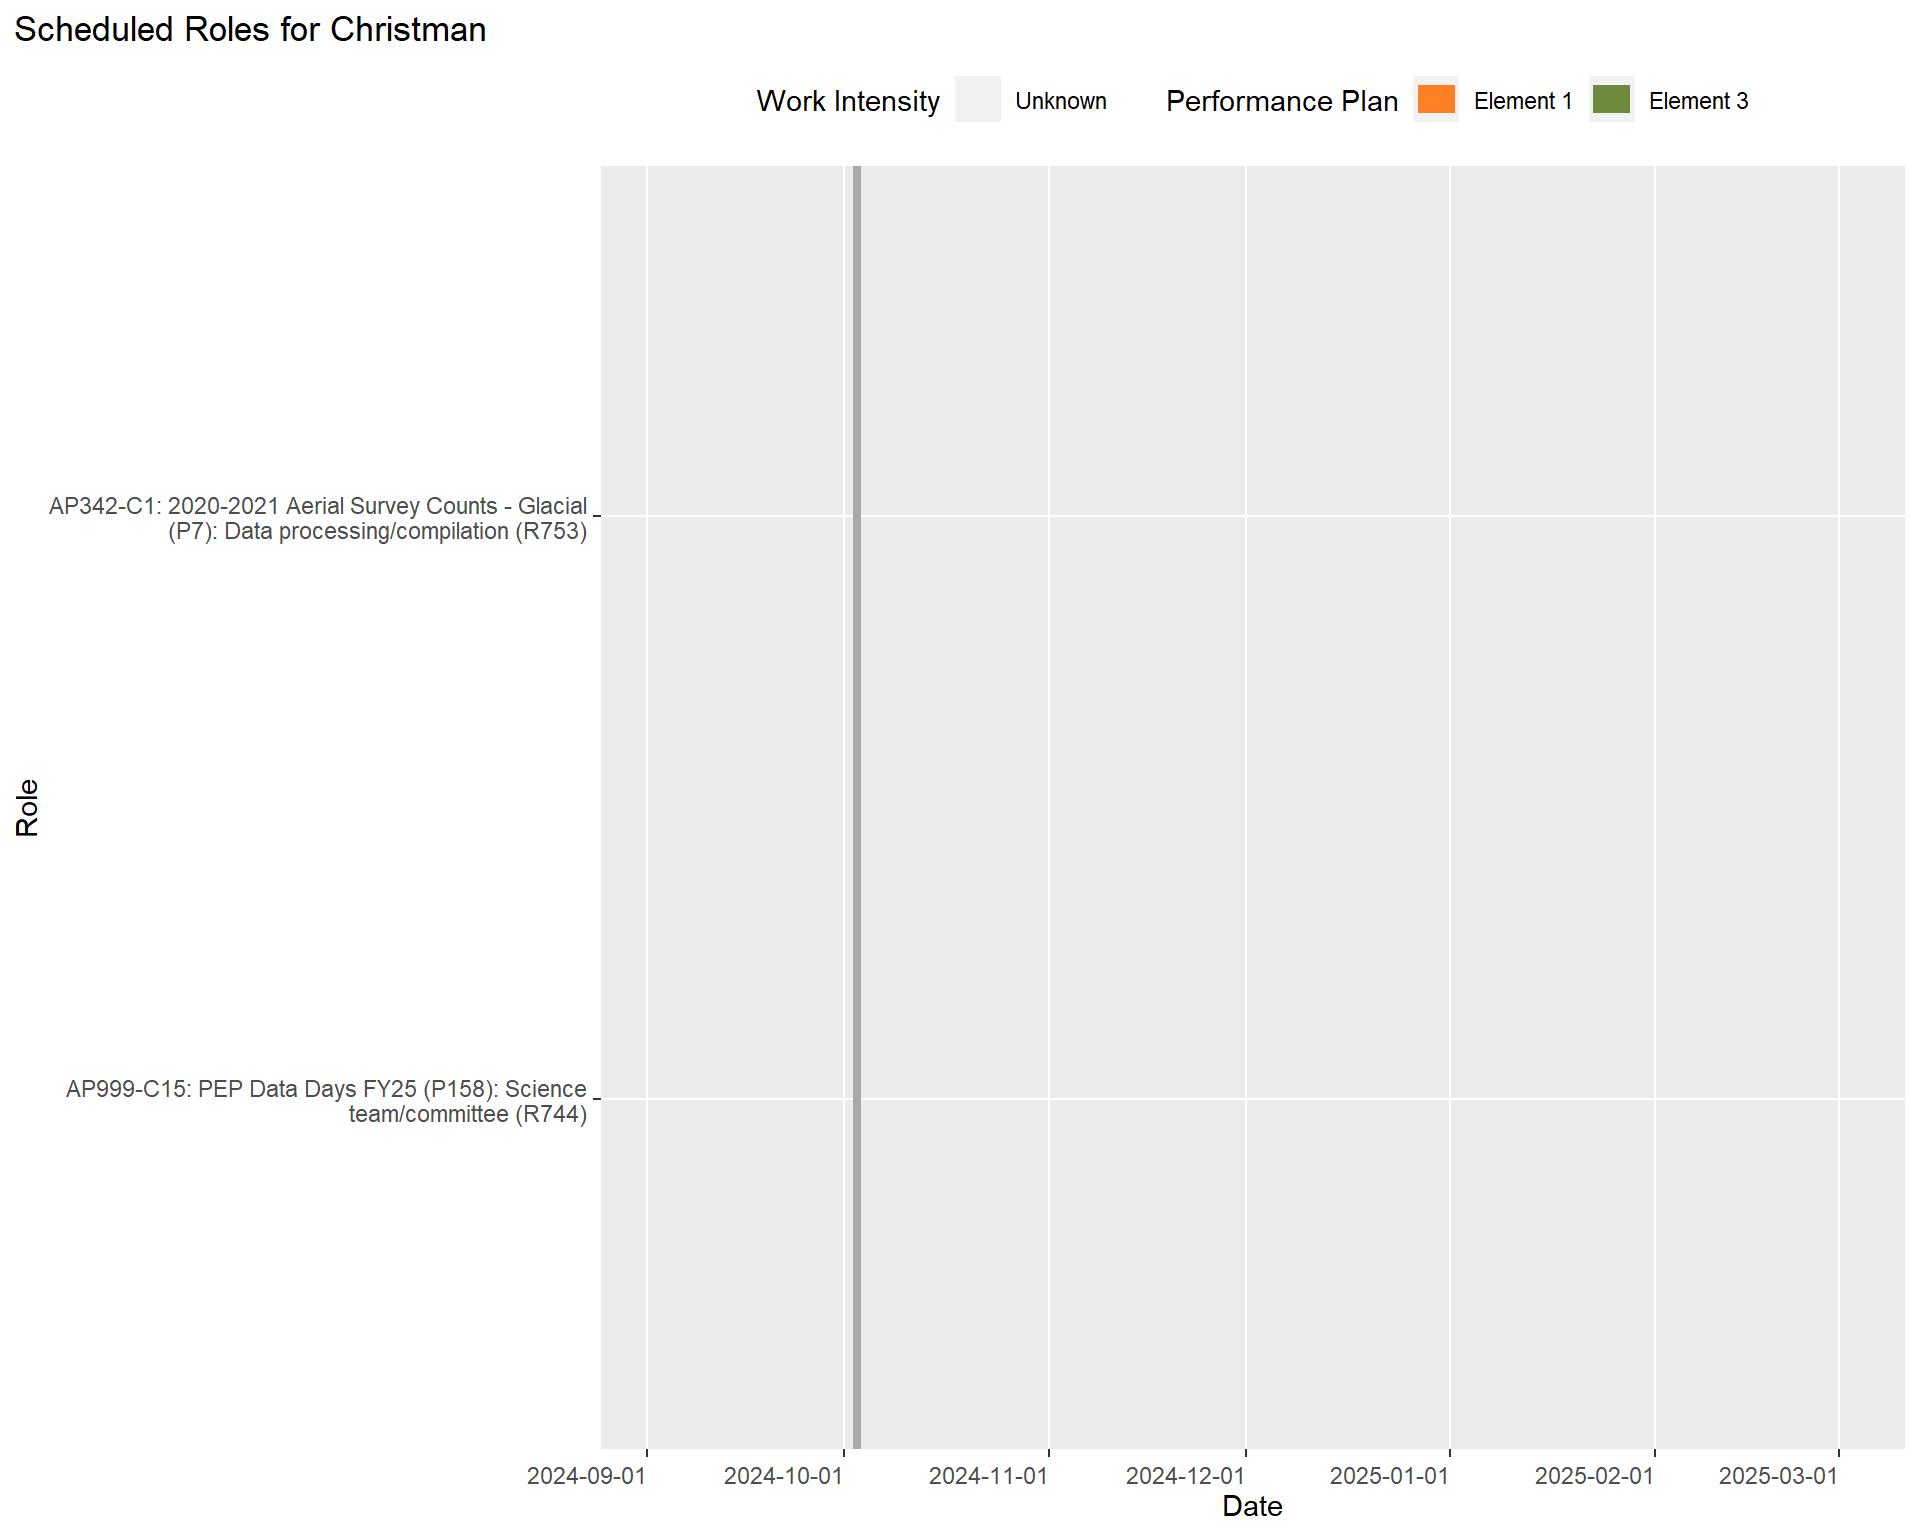 Scheduled Roles for Christman
Work Intensity Unknown Performance Plan Element 1 Element 3
AP342-C1: 2020-2021 Aerial Survey Counts - Glacial
(P7): Data processing/compilation (R753)
Role
AP999-C15: PEP Data Days FY25 (P158): Science
team/committee (R744)
2024-09-01 2024-10-01 2024-11-01 2024-12-01 2025-01-01 2025-02-01 2025-03-01
Date